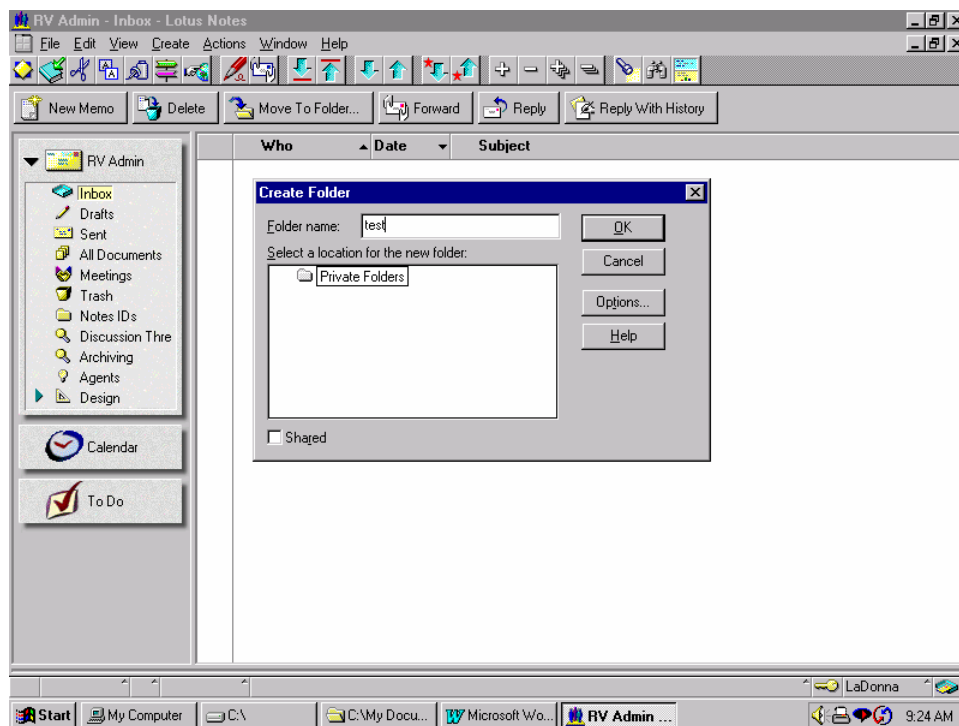 RV Admin - Inbox - Lotus Notes
File Edit View Create Actions Window Help
New Memo Delete Move To Folder... Forward Reply Reply With History
RV Admin
Inbox
Drafts
Sent
All Documents
Meetings
Trash
Notes IDs
Discussion Thre
Archiving
Agents
Design
Calendar
To Do
Who Date Subject
Create Folder
Folder name: test
OK
Select a location for the new folder:
Cancel
Private Folders
Options...
Help
Shared
LaDonna
Start My Computer C:\ C:\My Docu... Microsoft Wo... RV Admin ... 9:24 AM